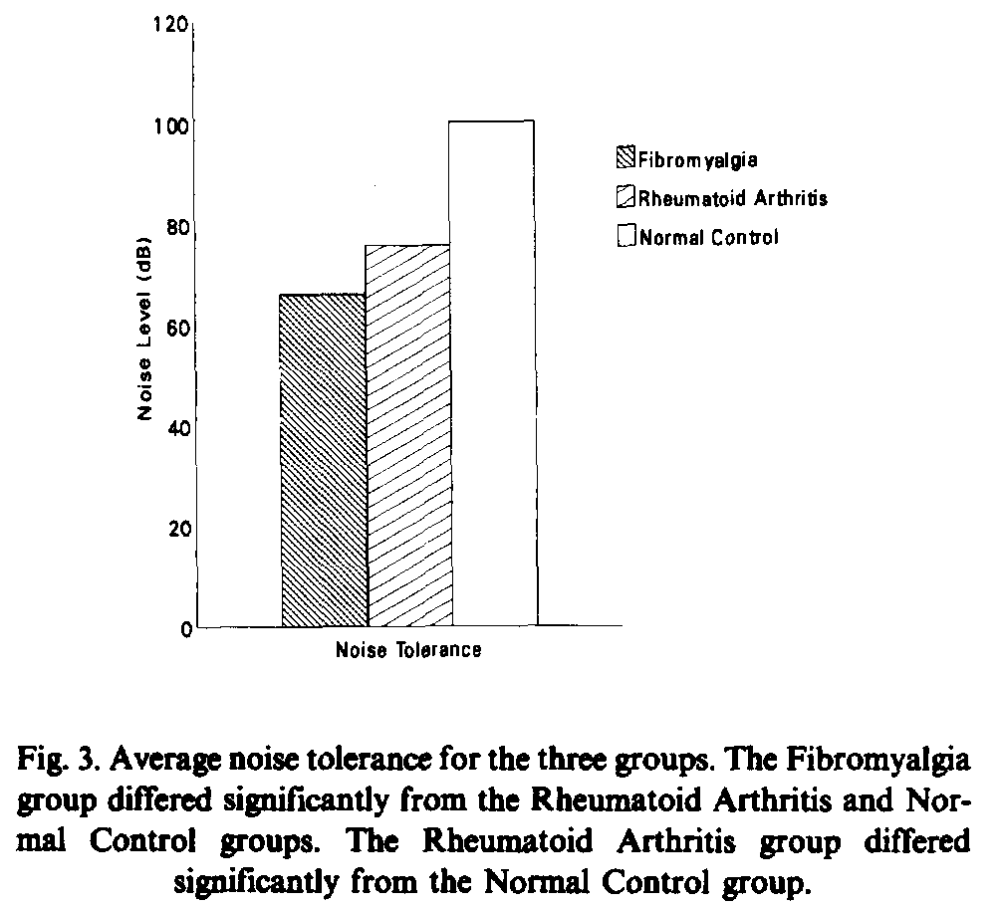 120
100
80
60
40
20
0
Noise Level (dB)
Noise Tolerance
Fibromyalgia
Rheumatoid Arthritis
Normal Control
Fig. 3. Average noise tolerance for the three groups. The Fibromyalgia
group differed significantly from the Rheumatoid Arthritis and Nor-
mal Control groups. The Rheumatoid Arthritis group differed
significantly from the Normal Control group.